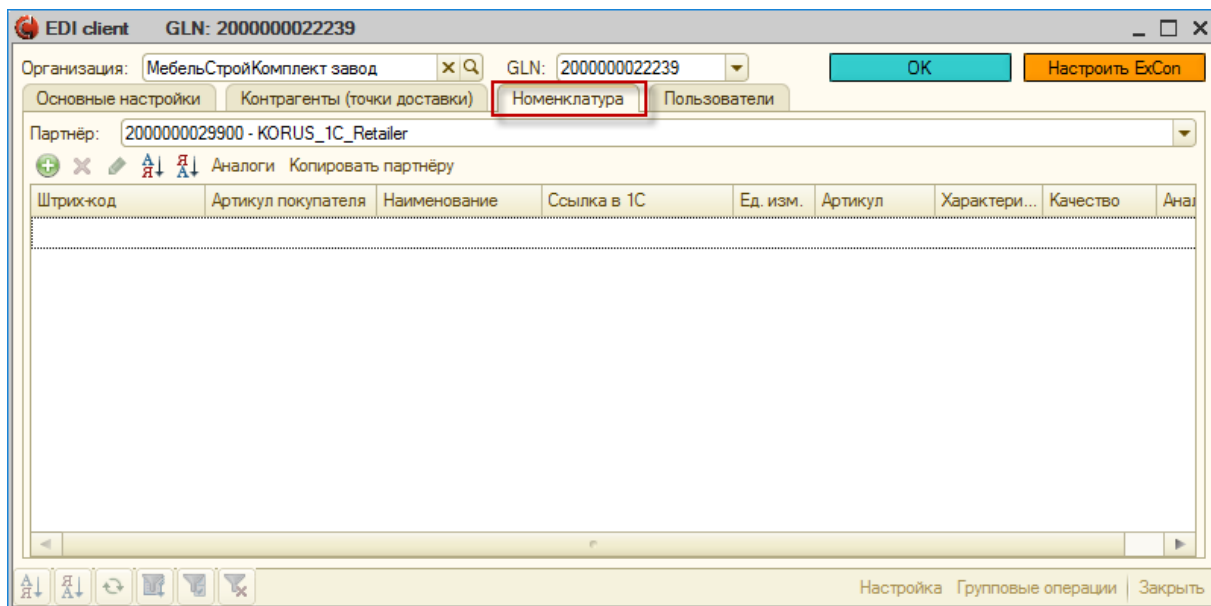 EDI client GLN: 2000000022239
Организация: МебельСтройКомплект завод GLN: 2000000022239 OK Настроить ExCon
Основные настройки Контрагенты (точки доставки) Номенклатура Пользователи
Партнёр: 2000000029900 - KORUS_1C_Retailer
Аналоги Копировать партнёру
Штрих-код Артикул покупателя Наименование Ссылка в 1С Ед. изм. Артикул Характери... Качество Анал
Настройка Групповые операции Закрыть